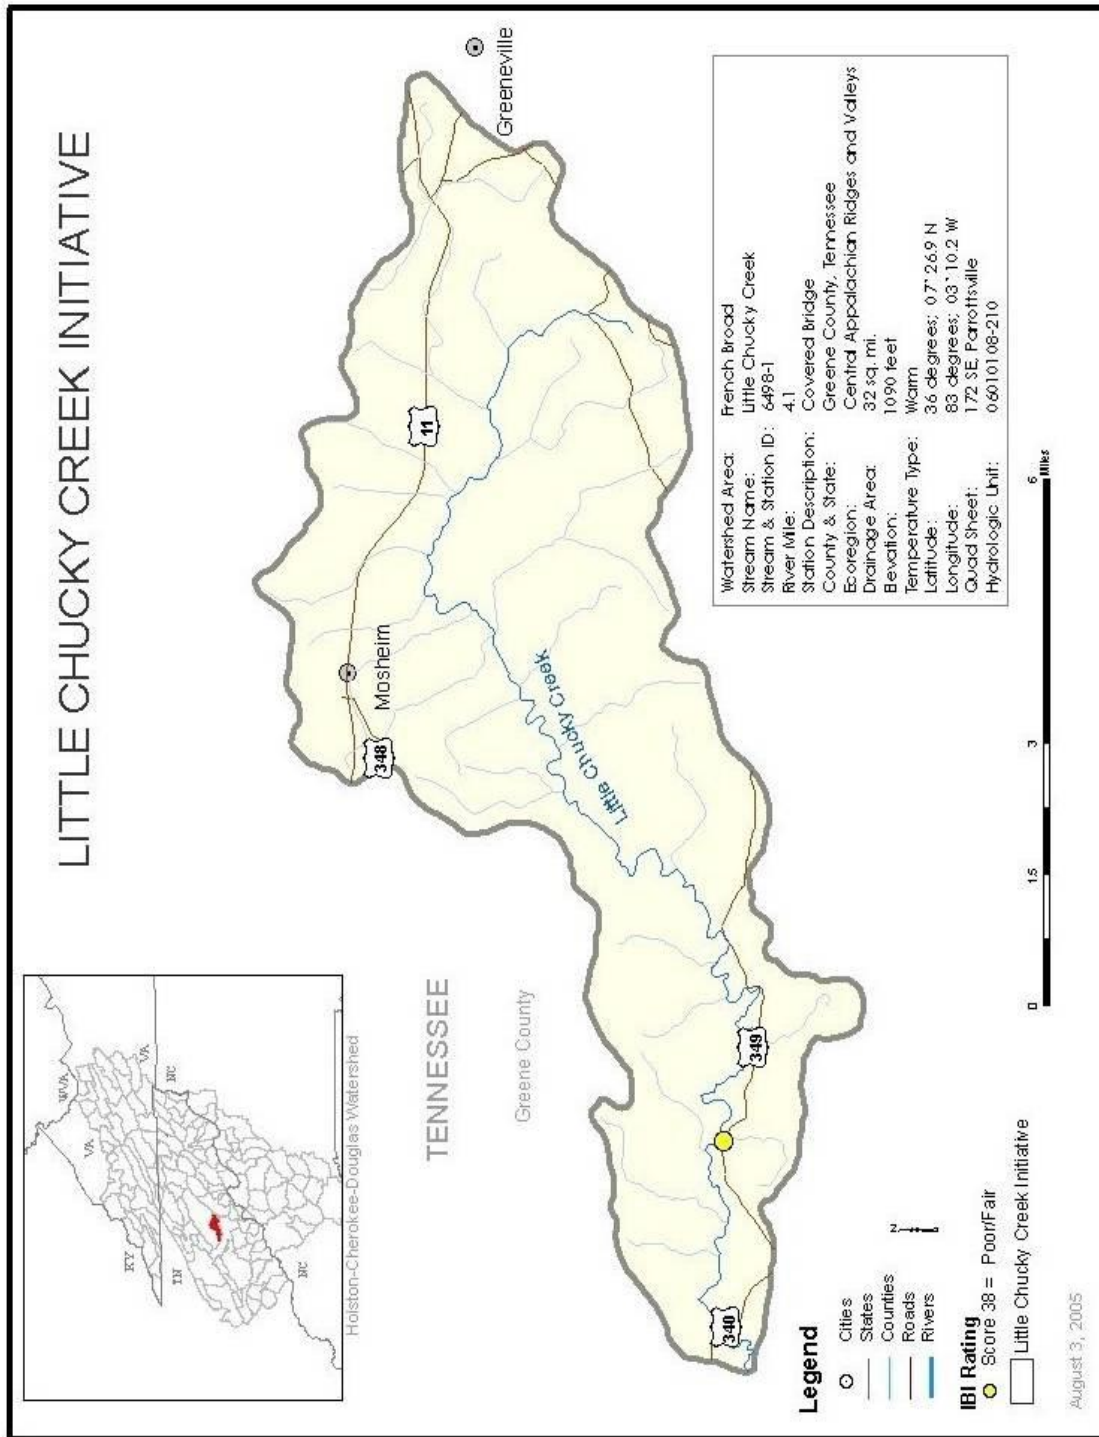 LITTLE CHUCKY CREEK INITIATIVE
KY
VA
WVA
VA
TN
NC
NC
Holston-Cherokee-Douglas Watershed
TENNESSEE
Greene County
Greeneville
11
Mosheim
348
Little Chucky Creek
349
340
Watershed Area: French Broad
Stream Name: Little Chucky Creek
Stream & Station ID: 6498-1
River Mile: 4.1
Station Description: Covered Bridge
County & State: Greene County, Tennessee
Ecoregion: Central Appalachian Ridges and Valleys
Drainage Area: 32 sq. mi.
Elevation: 1090 feet
Temperature Type: Warm
Latitude: 36 degrees; 07'26.9 N
Longitude: 83 degrees; 03'10.2 W
Quad Sheet: 172 SE, Parrottsville
Hydrologic Unit: 06010108-210
Legend
Cities
States
Counties
Roads
Rivers
IBI Rating
Score 38 = Poor/Fair
Little Chucky Creek Initiative
N
0 1.5 3 6
Miles
August 3, 2005